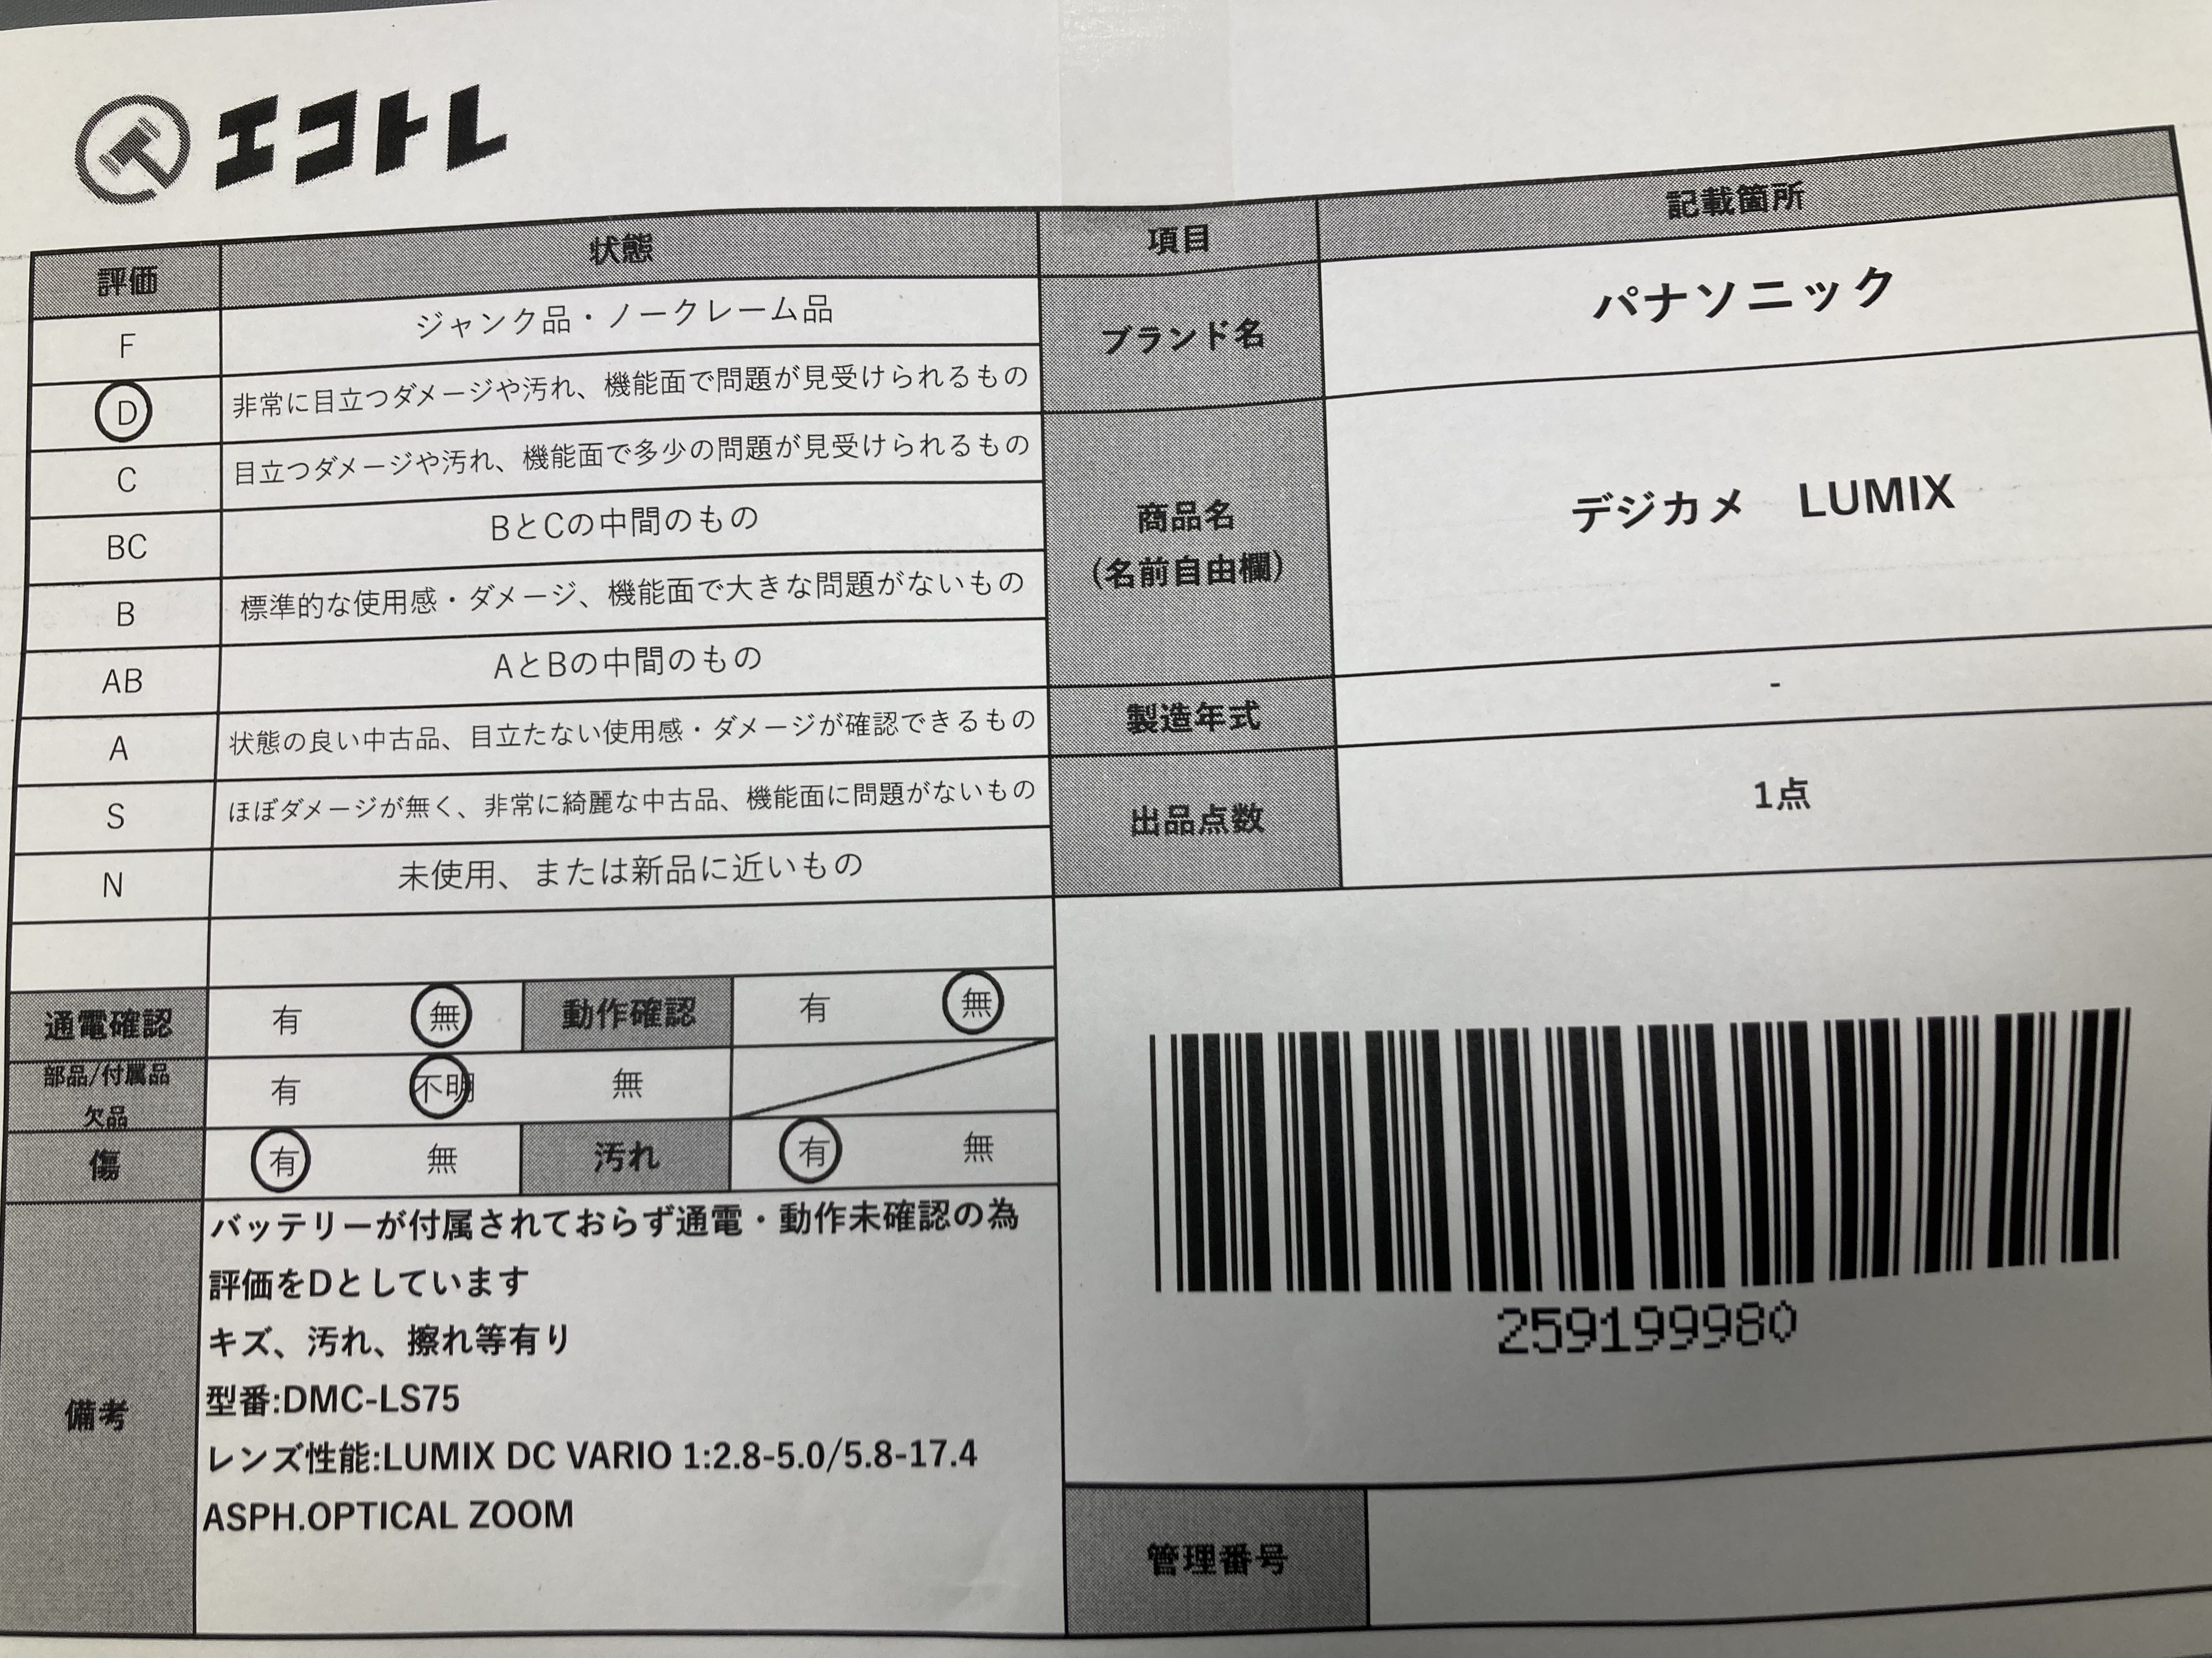 エコトレ
評価 状態
F ジャンク品・ノークレーム品
D 非常に目立つダメージや汚れ、機能面で問題が見受けられるもの
C 目立つダメージや汚れ、機能面で多少の問題が見受けられるもの
BC BとCの中間のもの
B 標準的な使用感・ダメージ、機能面で大きな問題がないもの
AB AとBの中間のもの
A 状態の良い中古品、目立たない使用感・ダメージが確認できるもの
S ほぼダメージが無く、非常に綺麗な中古品、機能面に問題がないもの
N 未使用、または新品に近いもの
通電確認 有 無 動作確認 有 無
部品/付属品
欠品 有 不明 無
傷 有 無 汚れ 有 無
備考
バッテリーが付属されておらず通電・動作未確認の為
評価をDとしています
キズ、汚れ、擦れ等有り
型番:DMC-LS75
レンズ性能:LUMIX DC VARIO 1:2.8-5.0/5.8-17.4
ASPH.OPTICAL ZOOM
項目 記載箇所
ブランド名 パナソニック
商品名
(名前自由欄) デジカメ LUMIX
製造年式 -
出品点数 1点
259199980
管理番号